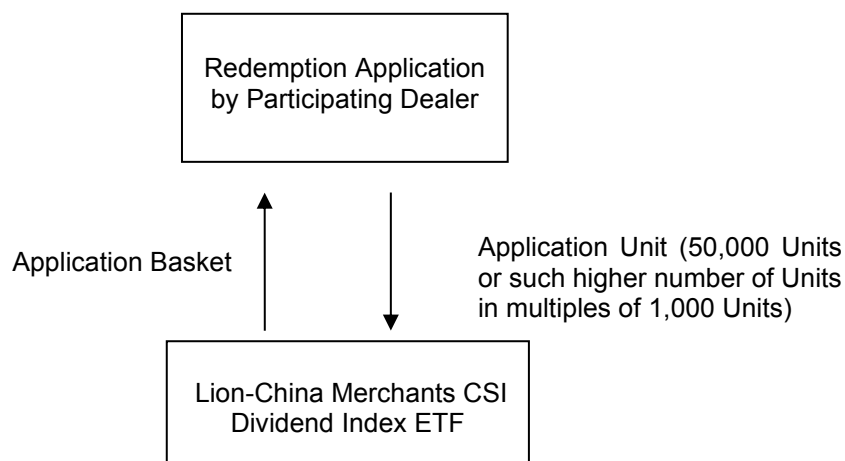 Redemption Application
by Participating Dealer
Application Basket
Application Unit (50,000 Units
or such higher number of Units
in multiples of 1,000 Units)
Lion-China Merchants CSI
Dividend Index ETF